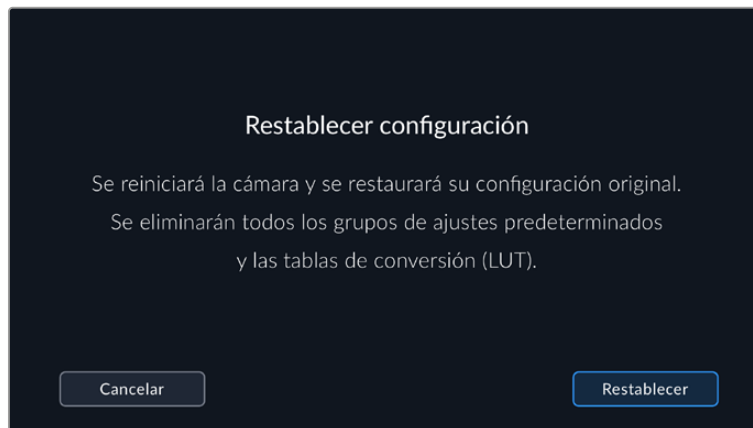 Restablecer configuración
Se reiniciará la cámara y se restaurará su configuración original.
Se eliminarán todos los grupos de ajustes predeterminados
y las tablas de conversión (LUT).
Cancelar
Restablecer